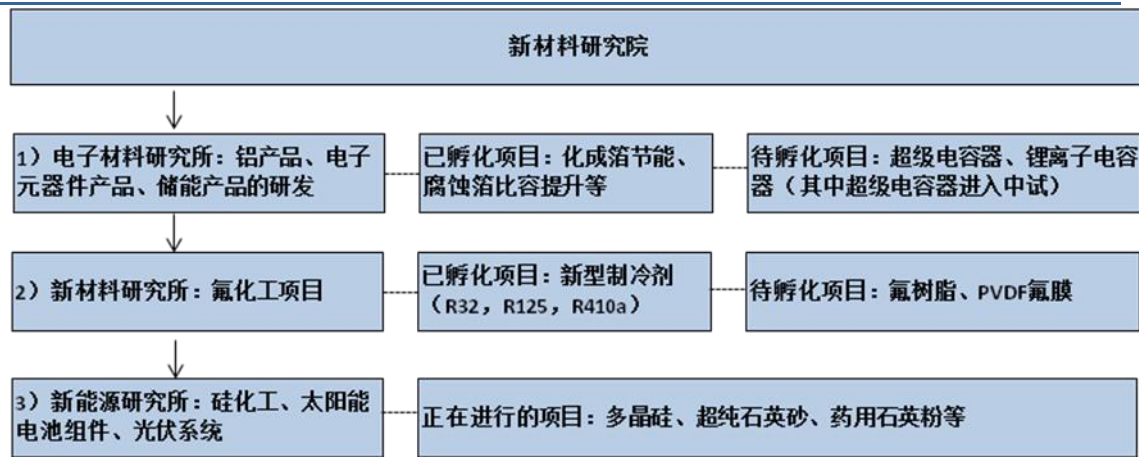 新材料研究院
1）电子材料研究所：铝产品、电子
元器件产品、储能产品的研发
已孵化项目：化成箔节能、
腐蚀箔比容提升等
待孵化项目：超级电容器、锂离子电容
器（其中超级电容器进入中试）
2）新材料研究所：氟化工项目
已孵化项目：新型制冷剂
（R32，R125，R410a）
待孵化项目：氟树脂、PVDF氟膜
3）新能源研究所：硅化工、太阳能
电池组件、光伏系统
正在进行的项目：多晶硅、超纯石英砂、药用石英粉等